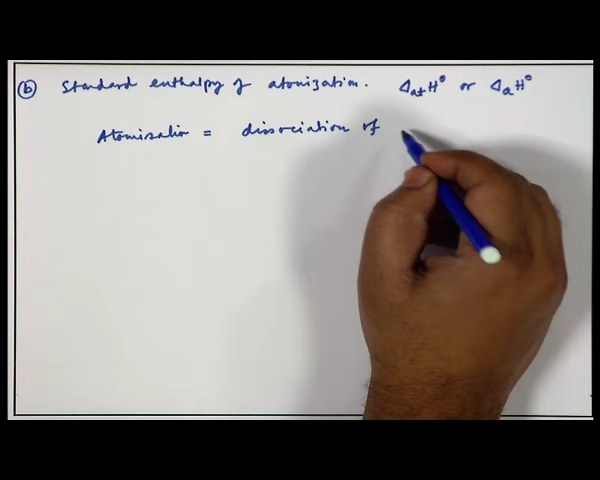 (b) Standard enthalpy of atomization. ΔatH° or ΔaH°
Atomisation = dissociation of